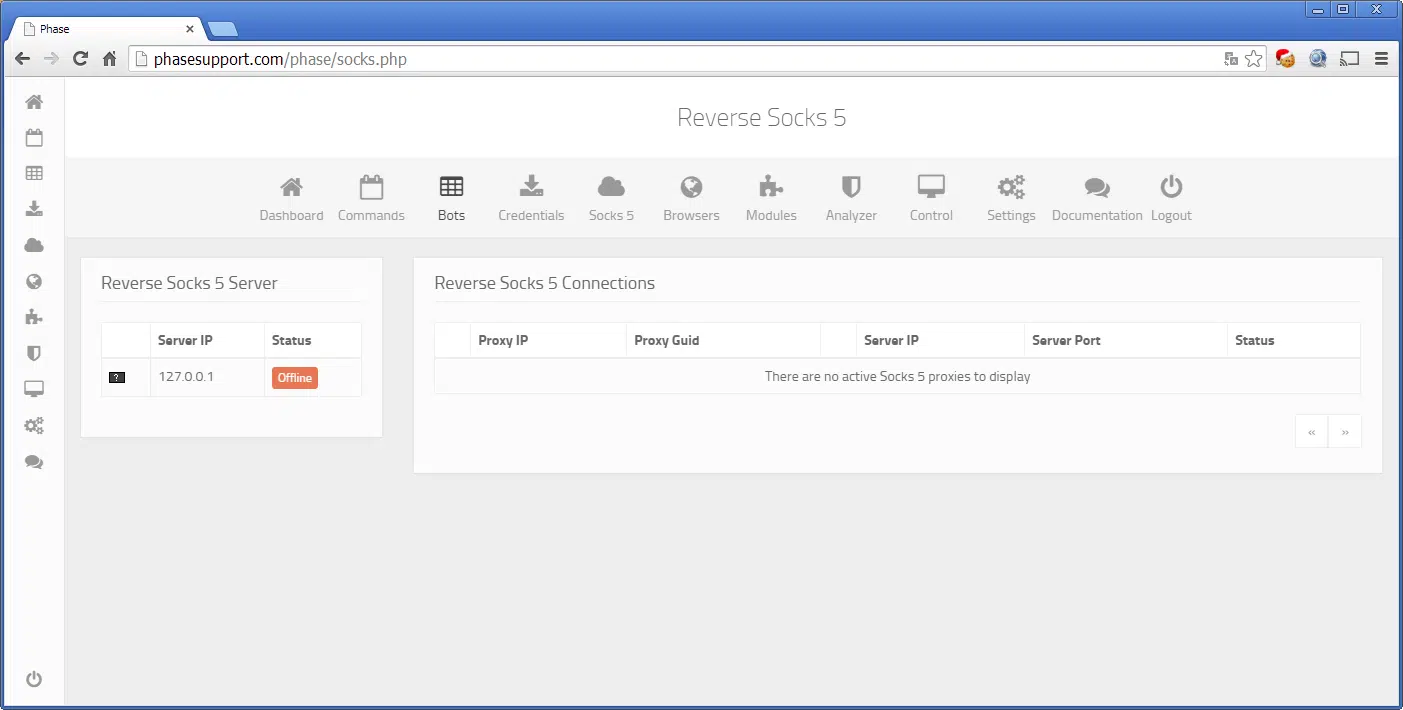 Phase
phasesupport.com/phase/socks.php
Reverse Socks 5
Dashboard Commands Bots Credentials Socks 5 Browsers Modules Analyzer Control Settings Documentation Logout
Reverse Socks 5 Server
Server IP Status
? 127.0.0.1 Offline
Reverse Socks 5 Connections
Proxy IP Proxy Guid Server IP Server Port Status
There are no active Socks 5 proxies to display
« »